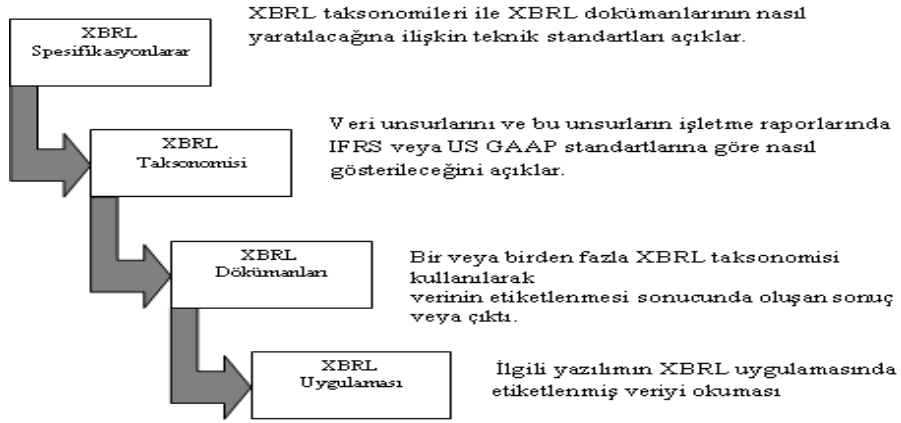 XBRL
Spesifikasyonlarar
XBRL taksonomileri ile XBRL dokümanlarının nasıl
yaratılacağına ilişkin teknik standartları açıklar.
XBRL
Taksonomisi
Veri unsurlarını ve bu unsurların işletme raporlarında
IFRS veya US GAAP standartlarına göre nasıl
gösterileceğini açıklar.
XBRL
Dökümanları
Bir veya birden fazla XBRL taksonomisi
kullanılarak
verinin etiketlenmesi sonucunda oluşan sonuç
veya çıktı.
XBRL
Uygulaması
İlgili yazılımın XBRL uygulamasında
etiketlenmiş veriyi okuması